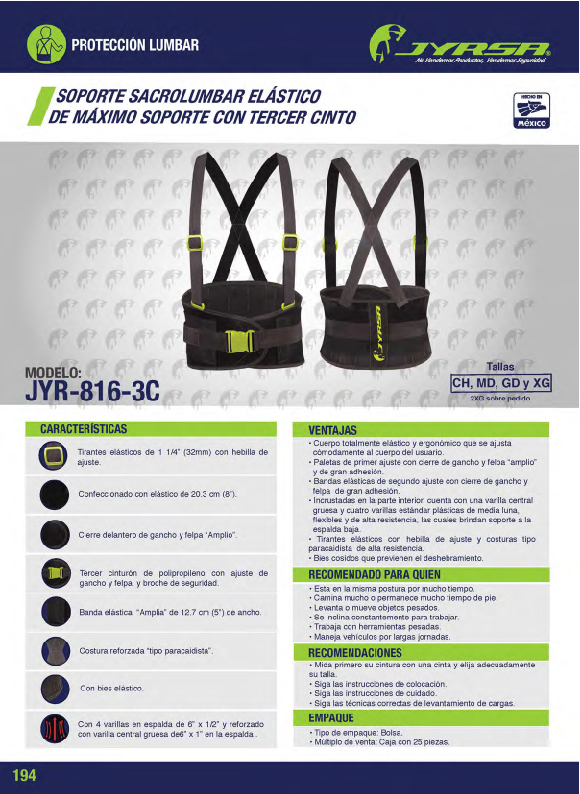 PROTECCIÓN LUMBAR
JYRSA®
No Vendemos Productos, Vendemos Seguridad
SOPORTE SACROLUMBAR ELÁSTICO
DE MÁXIMO SOPORTE CON TERCER CINTO
HECHO EN
MÉXICO
JYRSA
MODELO:
JYR-816-3C
Tallas
CH, MD, GD y XG
2XG sobre pedido
CARACTERÍSTICAS
Tirantes elásticos de 1 1/4" (32mm) con hebilla de
ajuste.
Confeccionado con elástico de 20.3 cm (8").
Cierre delantero de gancho y felpa "Amplio".
Tercer cinturón de polipropileno con ajuste de
gancho y felpa y broche de seguridad.
Banda elástica "Amplia" de 12.7 cm (5") de ancho.
Costura reforzada "tipo paracaidista".
Con bies elástico.
Con 4 varillas en espalda de 6" x 1/2" y reforzado
con varilla central gruesa de6" x 1" en la espalda.
VENTAJAS
• Cuerpo totalmente elástico y ergonómico que se ajusta
cómodamente al cuerpo del usuario.
• Paletas de primer ajuste con cierre de gancho y felpa "amplio"
y de gran adhesión.
• Bandas elásticas de segundo ajuste con cierre de gancho y
felpa de gran adhesión.
• Incrustadas en la parte interior cuenta con una varilla central
gruesa y cuatro varillas estándar plásticas de media luna,
flexibles y de alta resistencia, las cuales brindan soporte a la
espalda baja.
• Tirantes elásticos con hebilla de ajuste y costuras tipo
paracaidista de alta resistencia.
• Bies cosidos que previenen el deshebramiento.
RECOMENDADO PARA QUIEN
• Está en la misma postura por mucho tiempo.
• Camina mucho o permanece mucho tiempo de pie.
• Levanta o mueve objetos pesados.
• Se inclina constantemente para trabajar.
• Trabaja con herramientas pesadas.
• Maneja vehículos por largas jornadas.
RECOMENDACIONES
• Mida primero su cintura con una cinta y elija adecuadamente
su talla.
• Siga las instrucciones de colocación.
• Siga las instrucciones de cuidado.
• Siga las técnicas correctas de levantamiento de cargas.
EMPAQUE
• Tipo de empaque: Bolsa.
• Múltiplo de venta: Caja con 25 piezas.
194